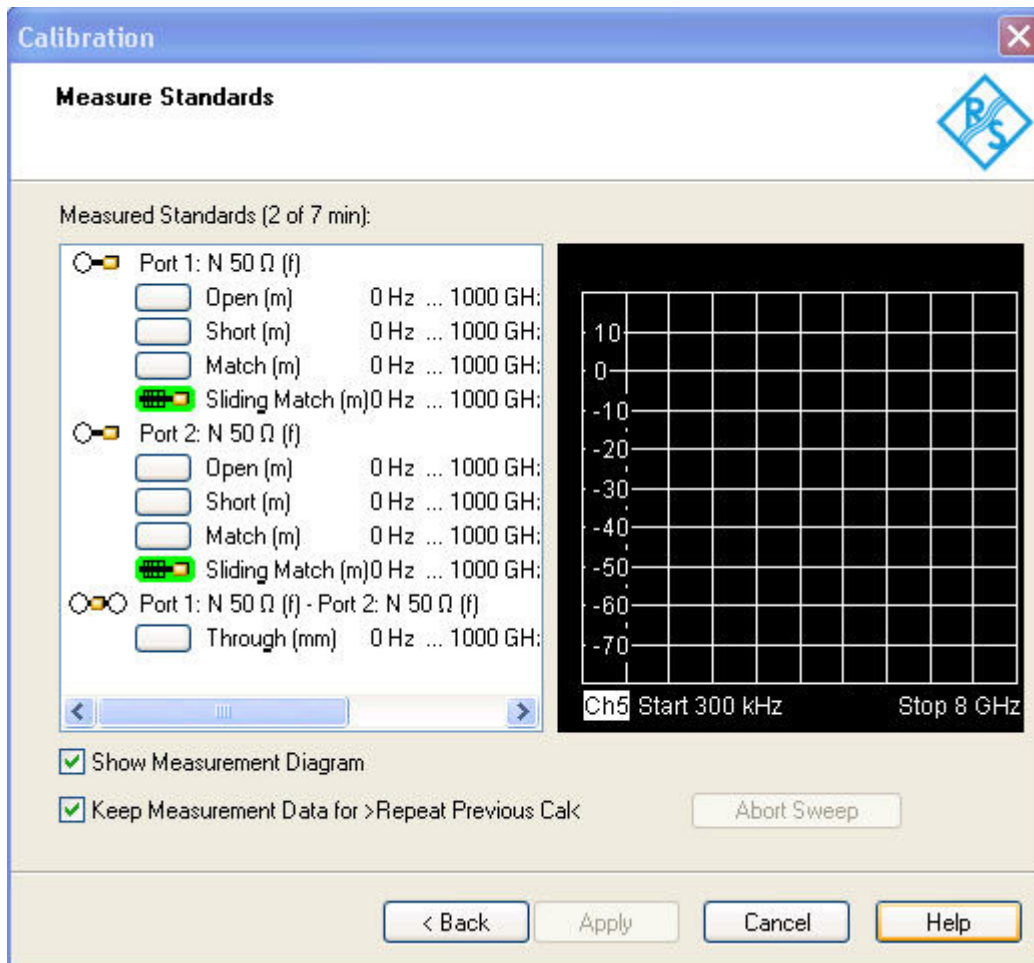 Calibration
Measure Standards
R S
Measured Standards (2 of 7 min):
Port 1: N 50 Ω (f)
Open (m) 0 Hz ... 1000 GH:
Short (m) 0 Hz ... 1000 GH:
Match (m) 0 Hz ... 1000 GH:
Sliding Match (m)0 Hz ... 1000 GH:
Port 2: N 50 Ω (f)
Open (m) 0 Hz ... 1000 GH:
Short (m) 0 Hz ... 1000 GH:
Match (m) 0 Hz ... 1000 GH:
Sliding Match (m)0 Hz ... 1000 GH:
Port 1: N 50 Ω (f) - Port 2: N 50 Ω (f)
Through (mm) 0 Hz ... 1000 GH:
10
0
-10
-20
-30
-40
-50
-60
-70
Ch5 Start 300 kHz Stop 8 GHz
Show Measurement Diagram
Keep Measurement Data for >Repeat Previous Cal<
Abort Sweep
< Back Apply Cancel Help